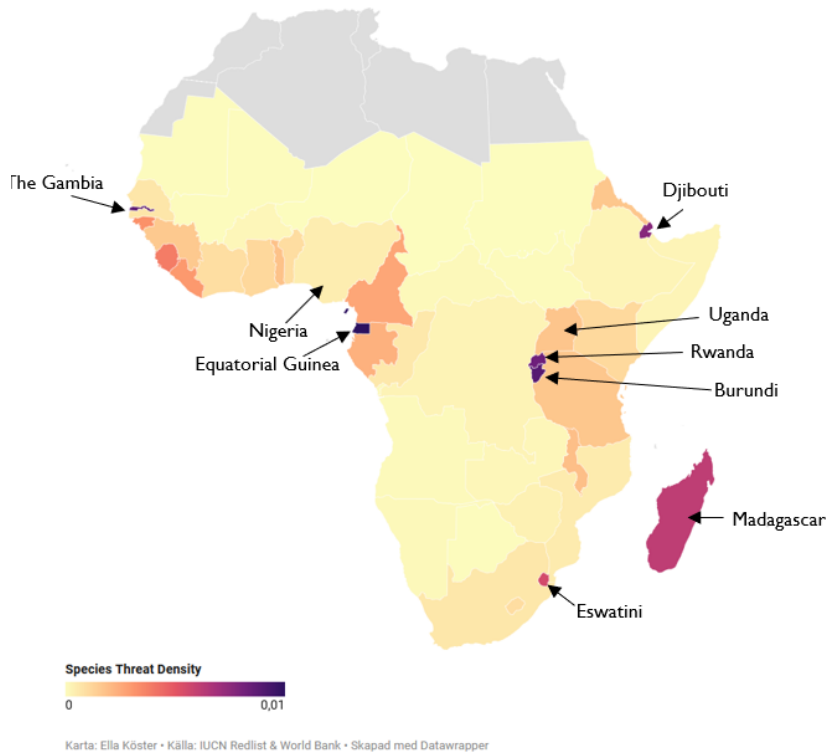 The Gambia
Djibouti
Nigeria
Uganda
Equatorial Guinea
Rwanda
Burundi
Madagascar
Eswatini
Species Threat Density
0 0,01
Karta: Ella Köster • Källa: IUCN Redlist & World Bank • Skapad med Datawrapper